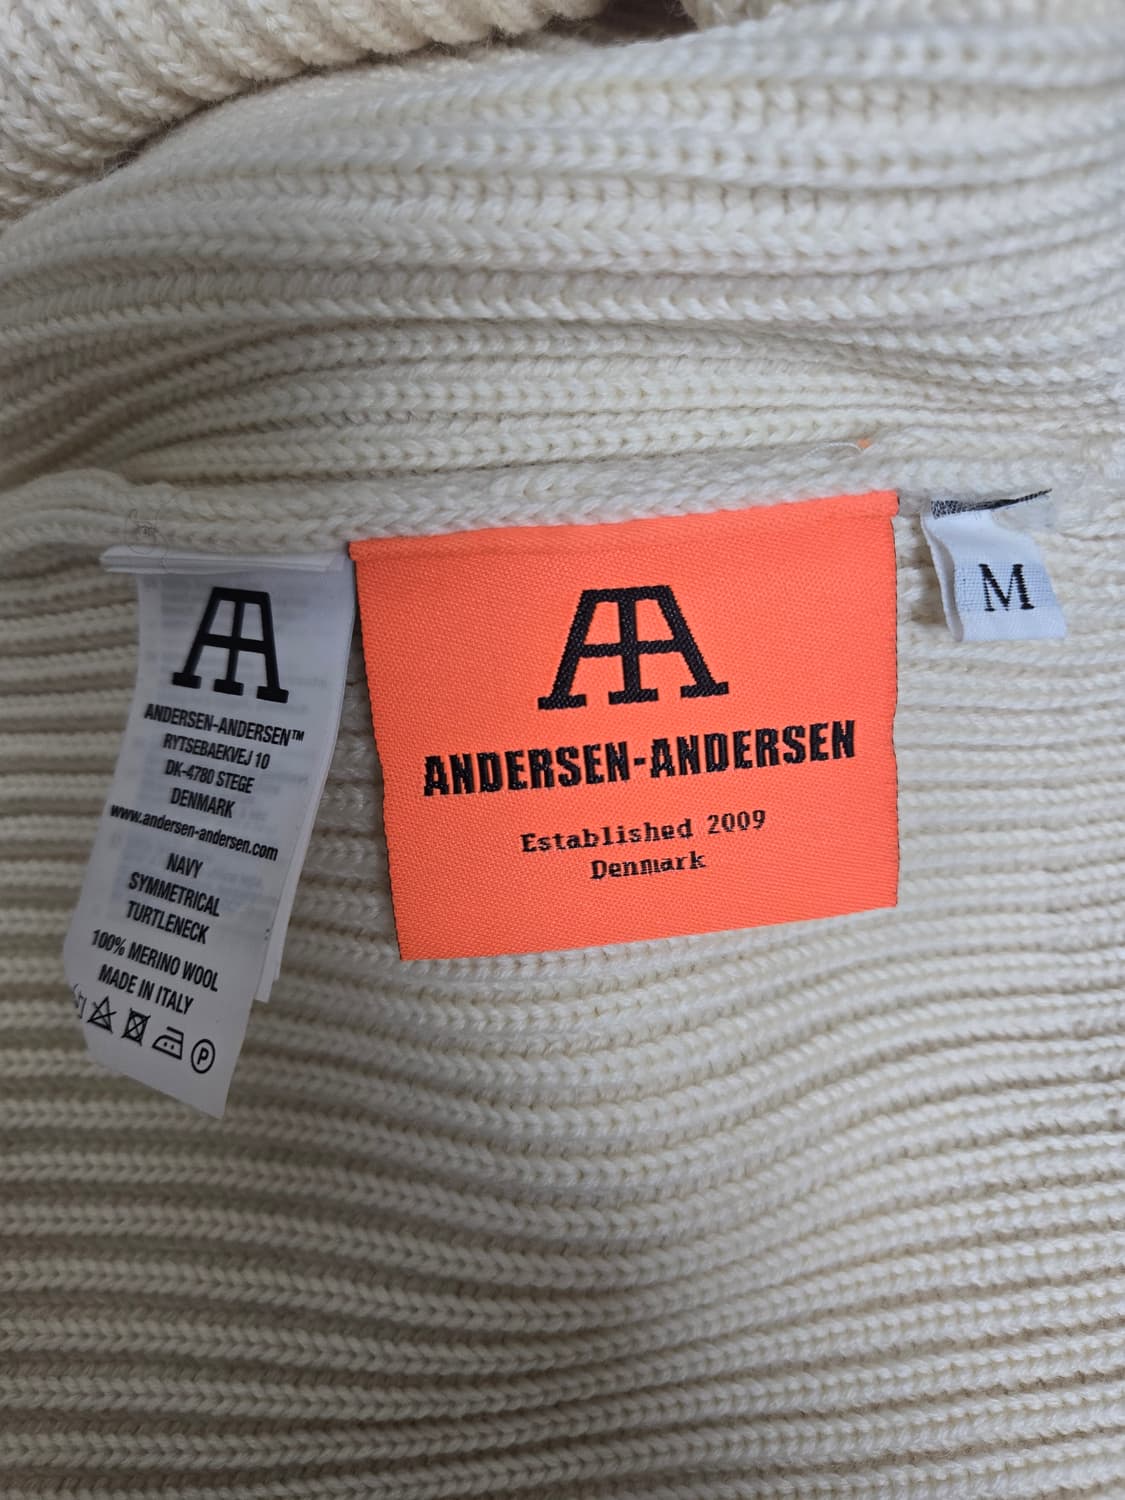 ANDERSEN-ANDERSEN™
RYTSEBAEKVEJ 10
DK-4780 STEGE
DENMARK
www.andersen-andersen.com
NAVY
SYMMETRICAL
TURTLENECK
100% MERINO WOOL
MADE IN ITALY
P
ANDERSEN-ANDERSEN
Established 2009
Denmark
M